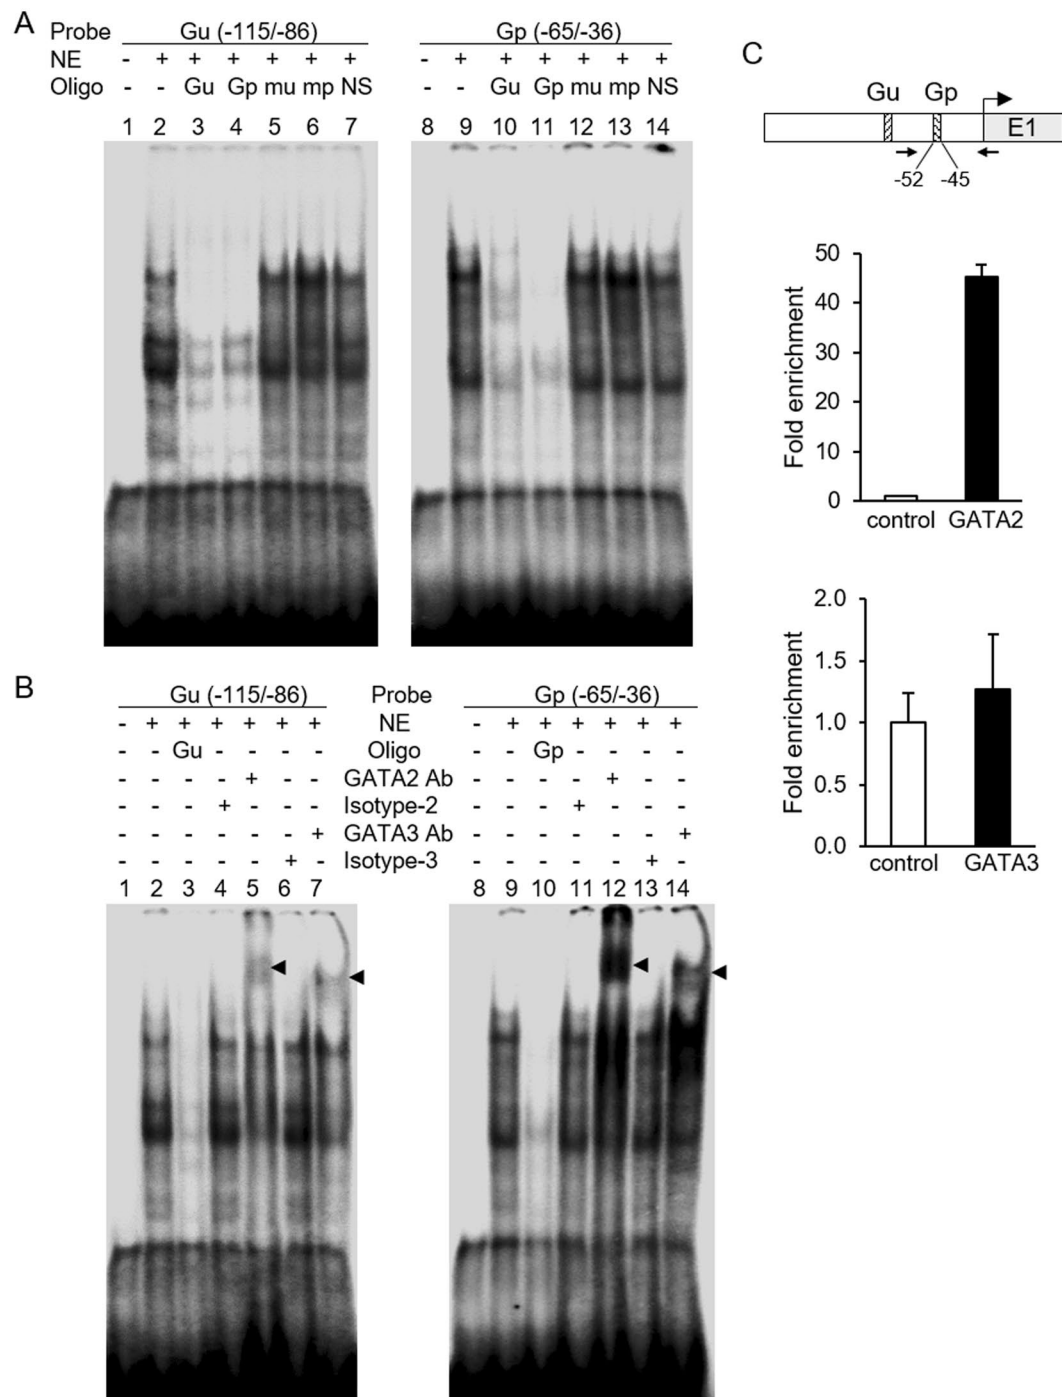 A
Probe Gu (-115/-86) Gp (-65/-36)
NE - + + + + + + - + + + + + +
Oligo - - Gu Gp mu mp NS - - Gu Gp mu mp NS
1 2 3 4 5 6 7 8 9 10 11 12 13 14
B
Gu (-115/-86) Probe Gp (-65/-36)
- + + + + + + NE - + + + + + +
- - Gu - - - - Oligo - - Gp - - - -
- - - - + - - GATA2 Ab - - - - + - -
- - - + - - - Isotype-2 - - - + - - -
- - - - - - + GATA3 Ab - - - - - - +
- - - - - + - Isotype-3 - - - - - + -
1 2 3 4 5 6 7 8 9 10 11 12 13 14
C
Gu Gp
E1
-52 -45
Fold enrichment
50
40
30
20
10
0
control GATA2
Fold enrichment
2.0
1.5
1.0
0.5
0.0
control GATA3